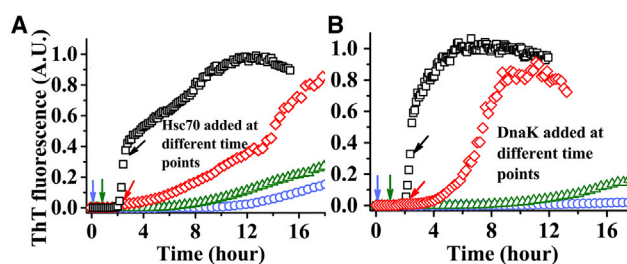 A
B
ThT fluorescence (A.U.)
1.0
0.8
0.6
0.4
0.2
0.0
Hsc70 added at
different time
points
0 4 8 12 16
Time (hour)
1.0
0.8
0.6
0.4
0.2
0.0
DnaK added at
different time
points
0 4 8 12 16
Time (hour)